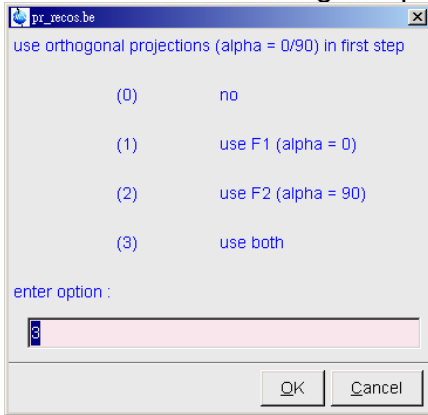 pr_recos.be
use orthogonal projections (alpha = 0/90) in first step
(0) no
(1) use F1 (alpha = 0)
(2) use F2 (alpha = 90)
(3) use both
enter option :
3
OK Cancel